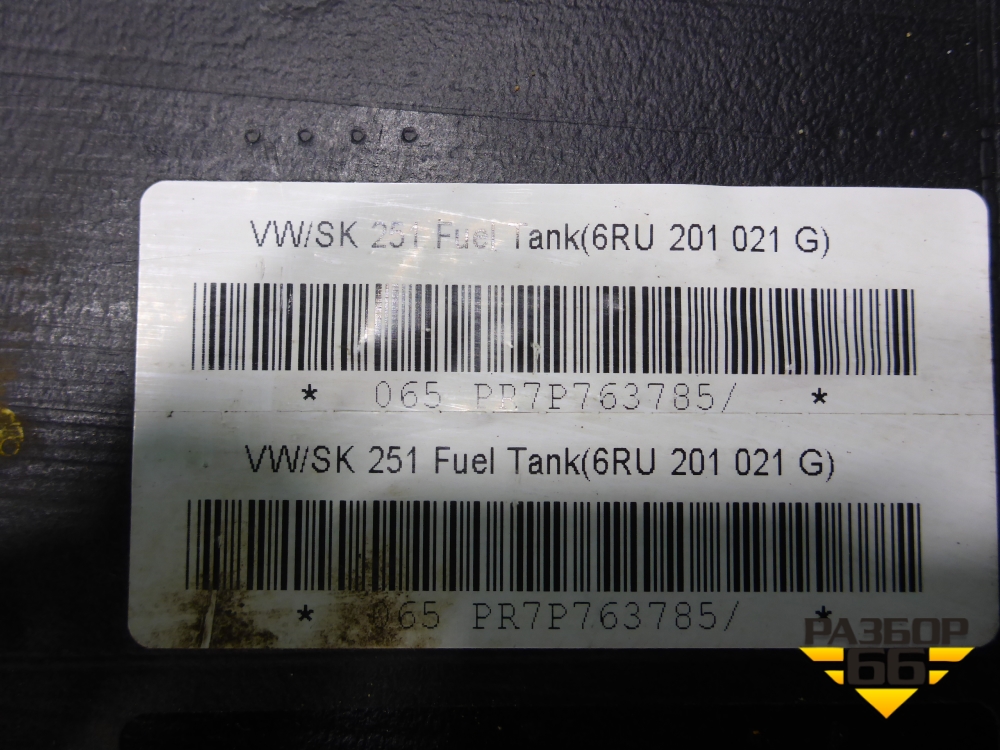 VW/SK 251 Fuel Tank(6RU 201 021 G)
* 065 PR7P763785/ *
VW/SK 251 Fuel Tank(6RU 201 021 G)
* 065 PR7P763785/ *
РАЗБОР
66